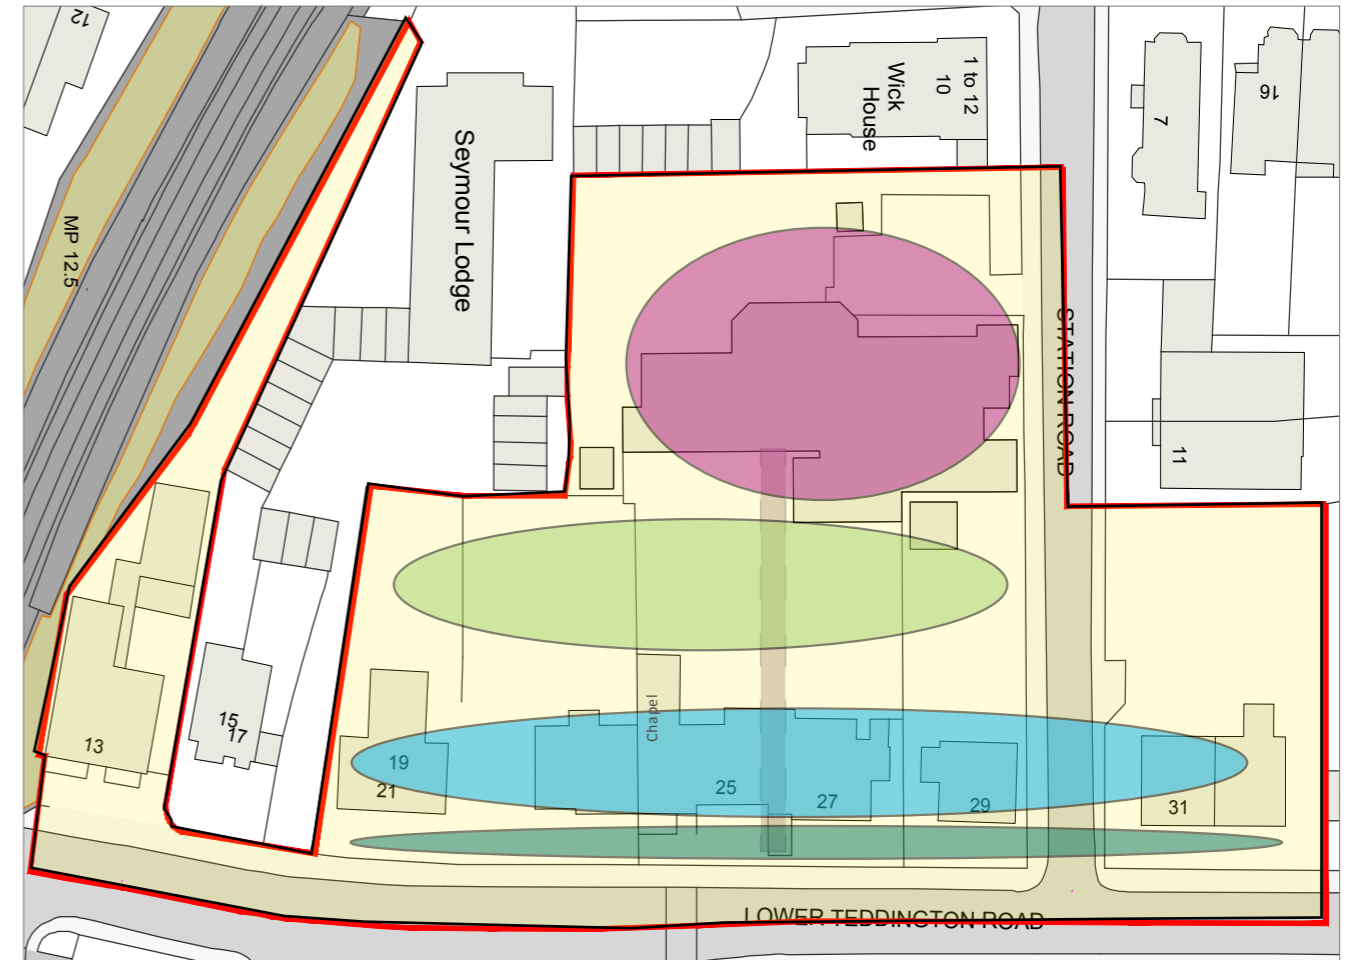 12
MP 12.5
Seymour Lodge
Wick
House
1 to 12
10
7
16
STATION ROAD
11
13
15
17
19
21
Chapel
25
27
29
31
LOWER TEDDINGTON ROAD